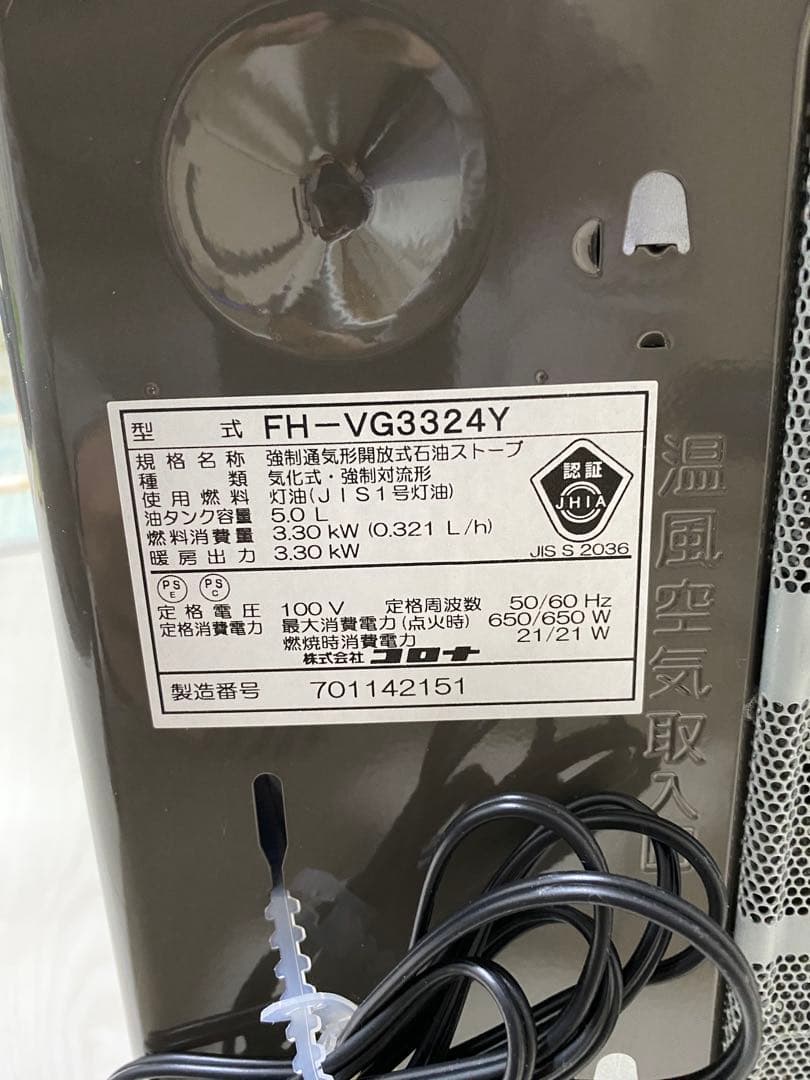 型式 FH-VG3324Y
規格名称 強制通気形開放式石油ストーブ
種類 気化式・強制対流形
使用燃料 灯油(JIS1号灯油)
油タンク容量 5.0 L
燃料消費量 3.30 kW (0.321 L/h)
暖房出力 3.30 kW
認証
JHIA
JIS S 2036
PS E PS C
定格電圧 100 V 定格周波数 50/60 Hz
定格消費電力 最大消費電力(点火時) 650/650 W
燃焼時消費電力 21/21 W
株式会社 コロナ
製造番号 701142151
温風空気取入口